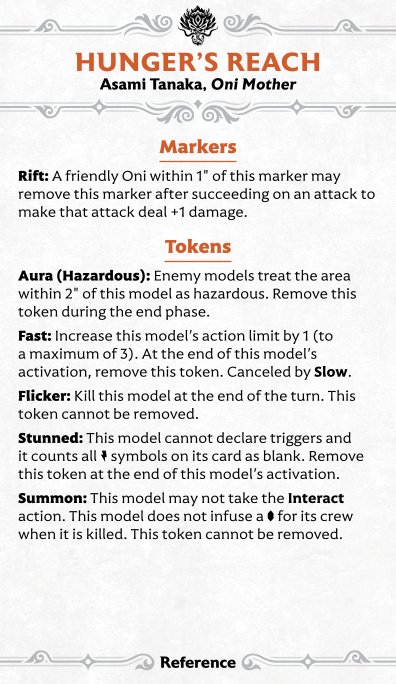 HUNGER’S REACH
Asami Tanaka, Oni Mother
Markers
Rift: A friendly Oni within 1" of this marker may
remove this marker after succeeding on an attack to
make that attack deal +1 damage.
Tokens
Aura (Hazardous): Enemy models treat the area
within 2" of this model as hazardous. Remove this
token during the end phase.
Fast: Increase this model’s action limit by 1 (to
a maximum of 3). At the end of this model’s
activation, remove this token. Canceled by Slow.
Flicker: Kill this model at the end of the turn. This
token cannot be removed.
Stunned: This model cannot declare triggers and
it counts all symbols on its card as blank. Remove
this token at the end of this model’s activation.
Summon: This model may not take the Interact
action. This model does not infuse a for its crew
when it is killed. This token cannot be removed.
Reference